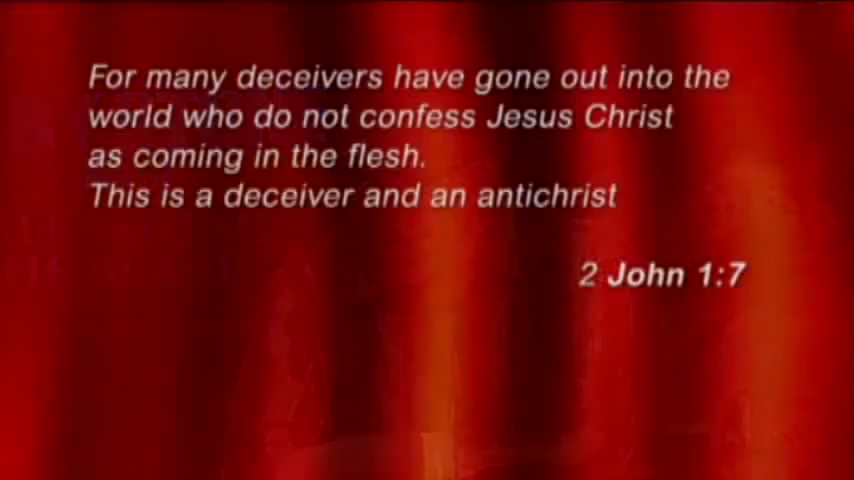 For many deceivers have gone out into the
world who do not confess Jesus Christ
as coming in the flesh.
This is a deceiver and an antichrist
2 John 1:7